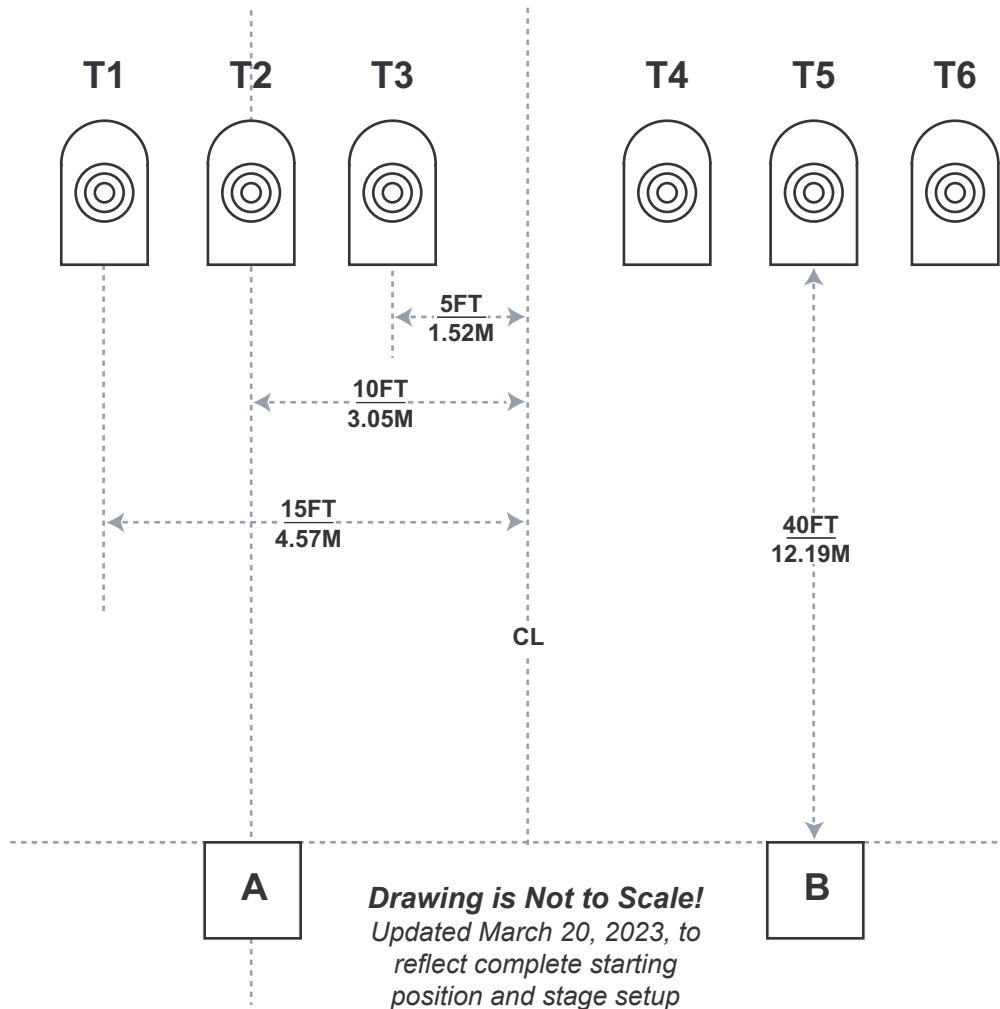 T1 T2 T3 T4 T5 T6
5FT
1.52M
10FT
3.05M
15FT
4.57M
40FT
12.19M
CL
A B
Drawing is Not to Scale!
Updated March 20, 2023, to
reflect complete starting
position and stage setup